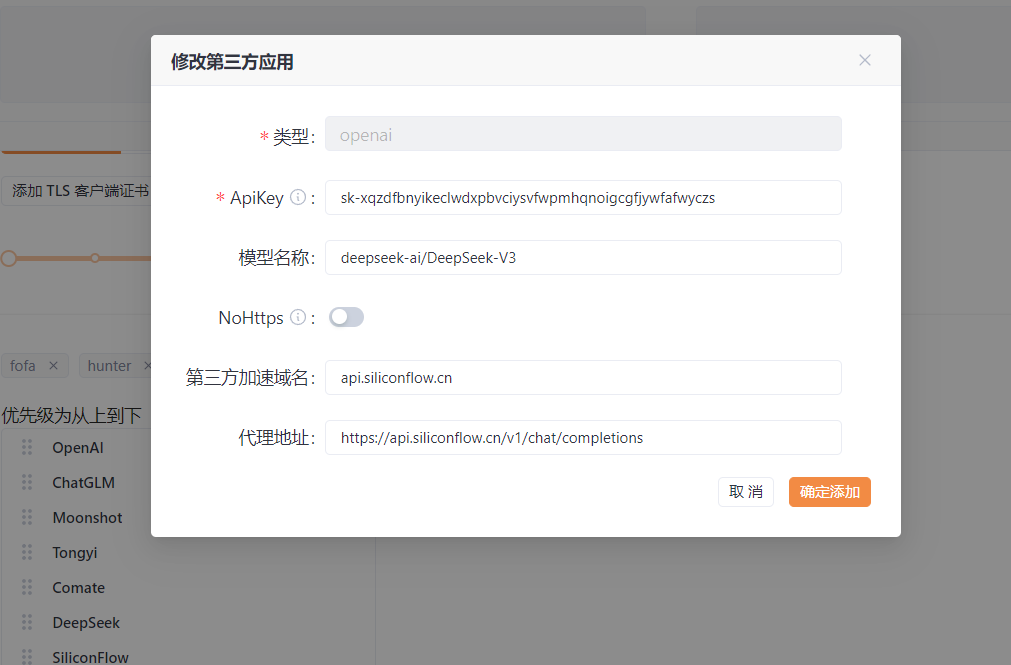 修改第三方应用
* 类型:
openai
* ApiKey :
sk-xqzdfbnyikeclwdxpbvciysvfwpmhqnoigcgfjywfafwyczs
模型名称:
deepseek-ai/DeepSeek-V3
NoHttps :
第三方加速域名:
api.siliconflow.cn
代理地址:
https://api.siliconflow.cn/v1/chat/completions
取 消
确定添加
添加 TLS 客户端证书
fofa
hunter
优先级为从上到下
OpenAI
ChatGLM
Moonshot
Tongyi
Comate
DeepSeek
SiliconFlow